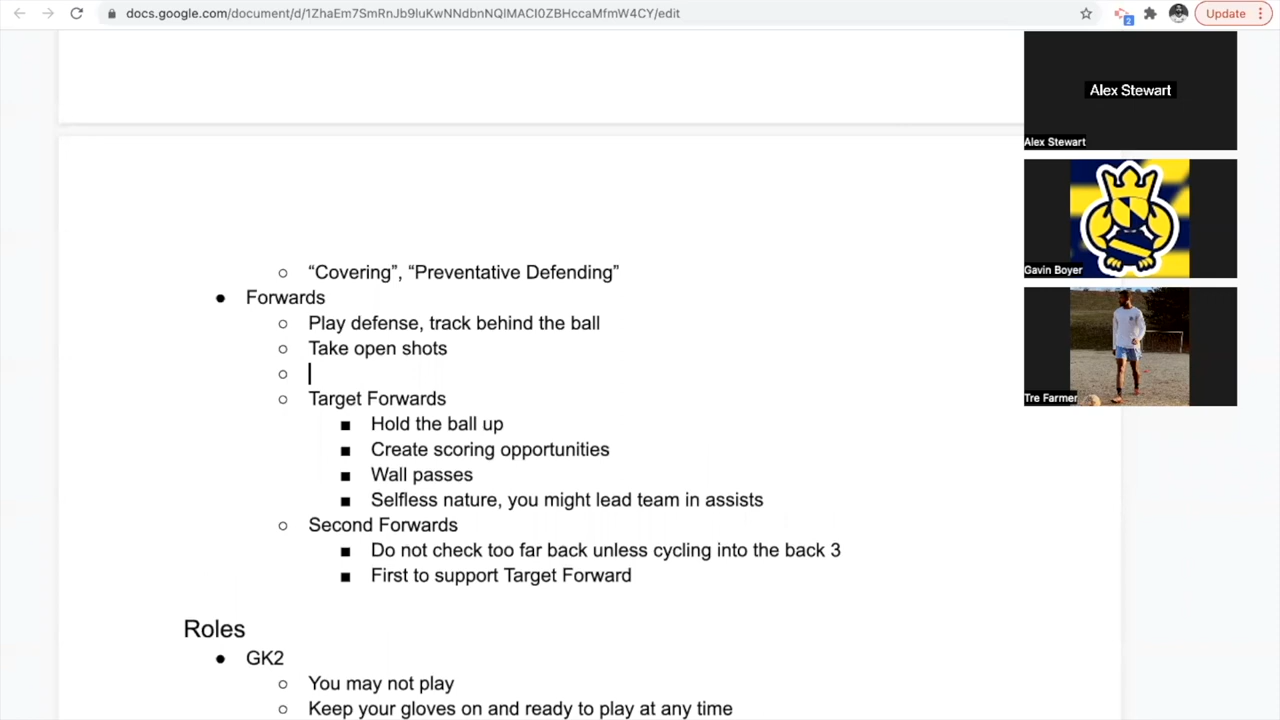 docs.google.com/document/d/1ZhaEm7SmRnJb9luKwNNdbnNQlMACI0ZBHccaMfmW4CY/edit
2
Update
Alex Stewart
Alex Stewart
Gavin Boyer
Tre Farmer
“Covering”, “Preventative Defending”
Forwards
Play defense, track behind the ball
Take open shots
Target Forwards
Hold the ball up
Create scoring opportunities
Wall passes
Selfless nature, you might lead team in assists
Second Forwards
Do not check too far back unless cycling into the back 3
First to support Target Forward
Roles
GK2
You may not play
Keep your gloves on and ready to play at any time